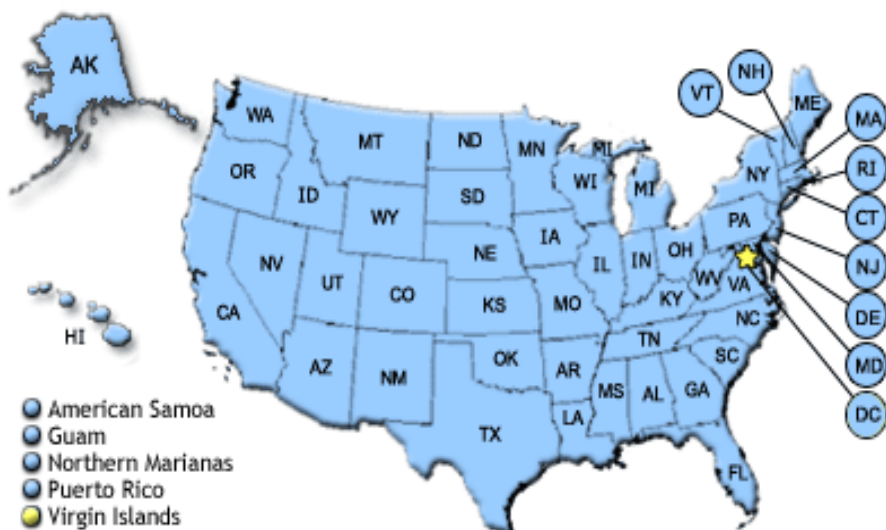 AK
NH
VT
ME
WA
MA
MT
ND
MN
MI
OR
NY
RI
ID
WI
MI
SD
WY
CT
PA
IA
NE
OH
NV
IL
IN
NJ
UT
WV
VA
CO
CA
KS
MO
KY
DE
HI
NC
TN
OK
AZ
NM
AR
SC
MD
MS
AL
GA
DC
American Samoa
LA
TX
Guam
Northern Marianas
FL
Puerto Rico
Virgin Islands